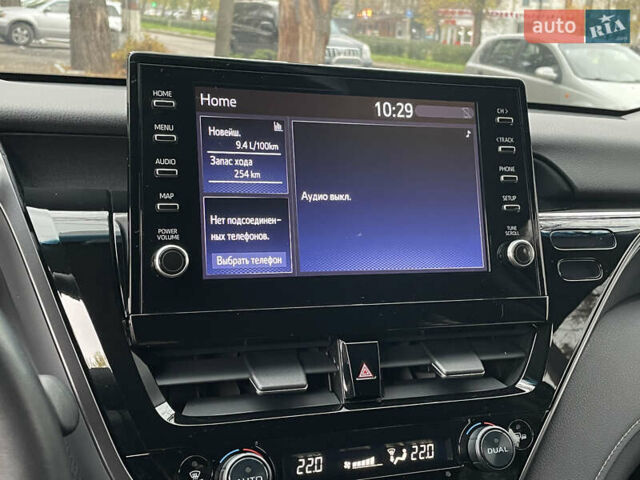 auto RIA
Home
10:29
HOME
MENU
AUDIO
MAP
POWER
VOLUME
Новейш.
9.4 L/100km
Запас хода
254 km
Нет подсоединен-
ных телефонов.
Выбрать телефон
Аудио выкл.
CH >
< TRACK
PHONE
SETUP
TUNE
SCROLL
22.0
22.0
DUAL